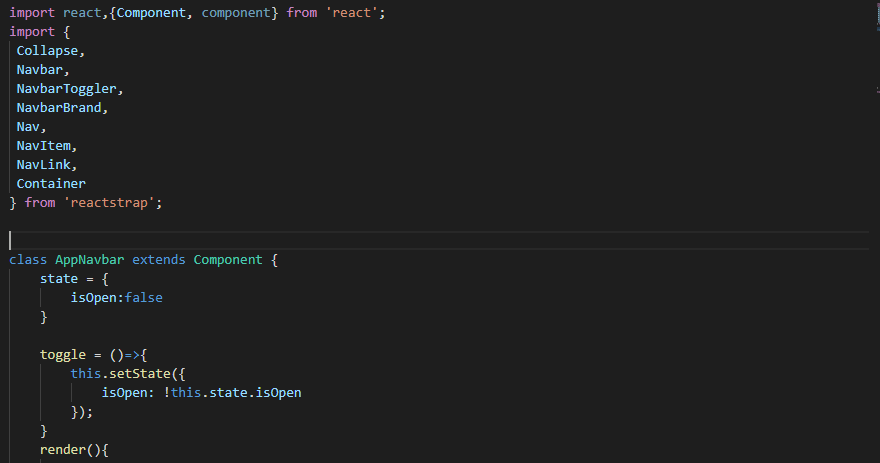 import react,{Component, component} from 'react';
import {
 Collapse,
 Navbar,
 NavbarToggler,
 NavbarBrand,
 Nav,
 NavItem,
 NavLink,
 Container
} from 'reactstrap';

class AppNavbar extends Component {
    state = {
        isOpen:false
    }

    toggle = ()=>{
        this.setState({
            isOpen: !this.state.isOpen
        });
    }
    render(){